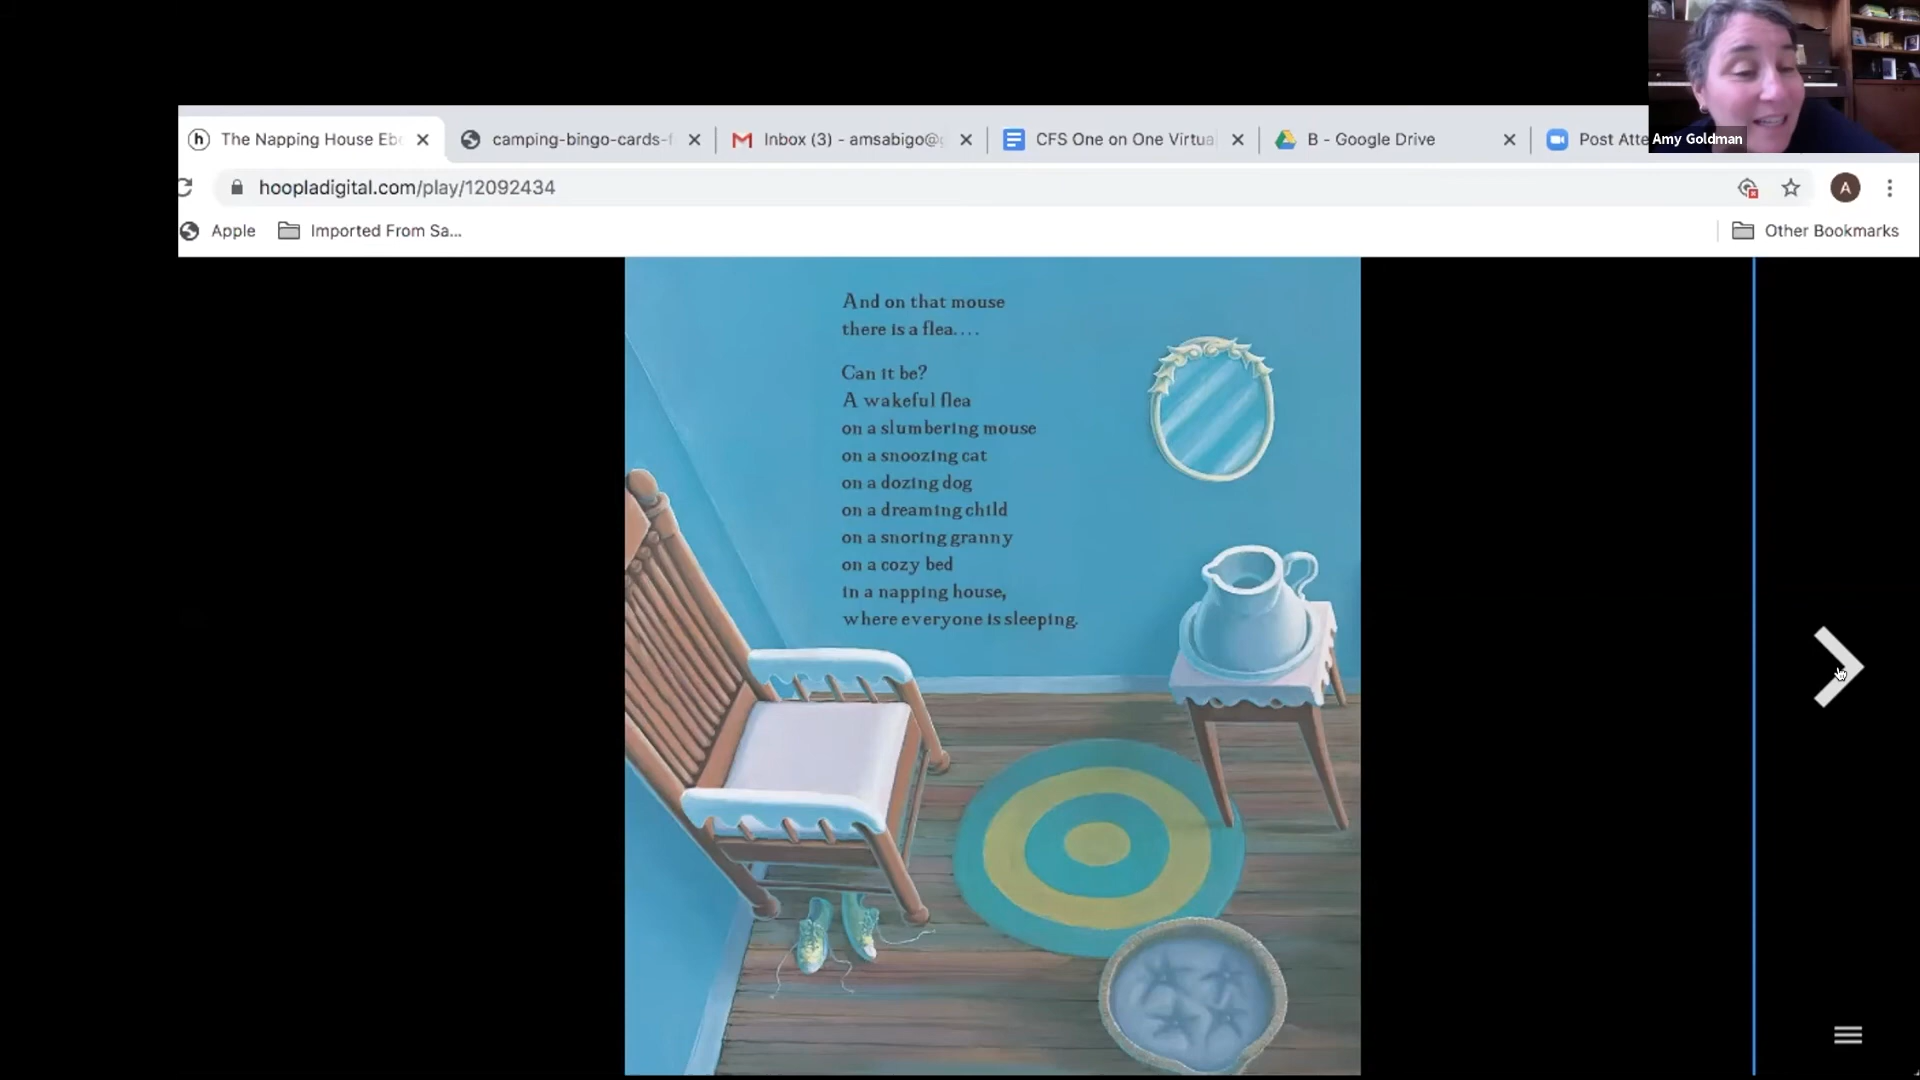 The Napping House Eb
camping-bingo-cards-f
Inbox (3) - amsabigo@
CFS One on One Virtua
B - Google Drive
Post Atte
Amy Goldman
hoopladigital.com/play/12092434
A
Apple
Imported From Sa...
Other Bookmarks
And on that mouse
there is a flea....
Can it be?
A wakeful flea
on a slumbering mouse
on a snoozing cat
on a dozing dog
on a dreaming child
on a snoring granny
on a cozy bed
in a napping house,
where everyone is sleeping.